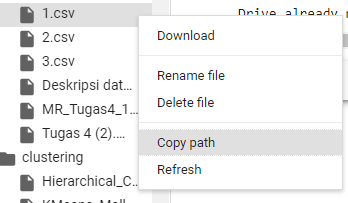 1.csv
2.csv
3.csv
Deskripsi dat...
MR_Tugas4_1
Tugas 4 (2)....
clustering
Hierarchical_C...
KMeans_Mall
Drive already
Download
Rename file
Delete file
Copy path
Refresh